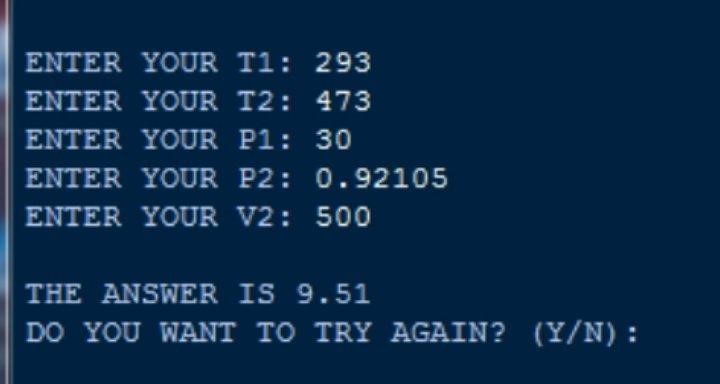 ENTER YOUR T1: 293
ENTER YOUR T2: 473
ENTER YOUR P1: 30
ENTER YOUR P2: 0.92105
ENTER YOUR V2: 500
THE ANSWER IS 9.51
DO YOU WANT TO TRY AGAIN? (Y/N):